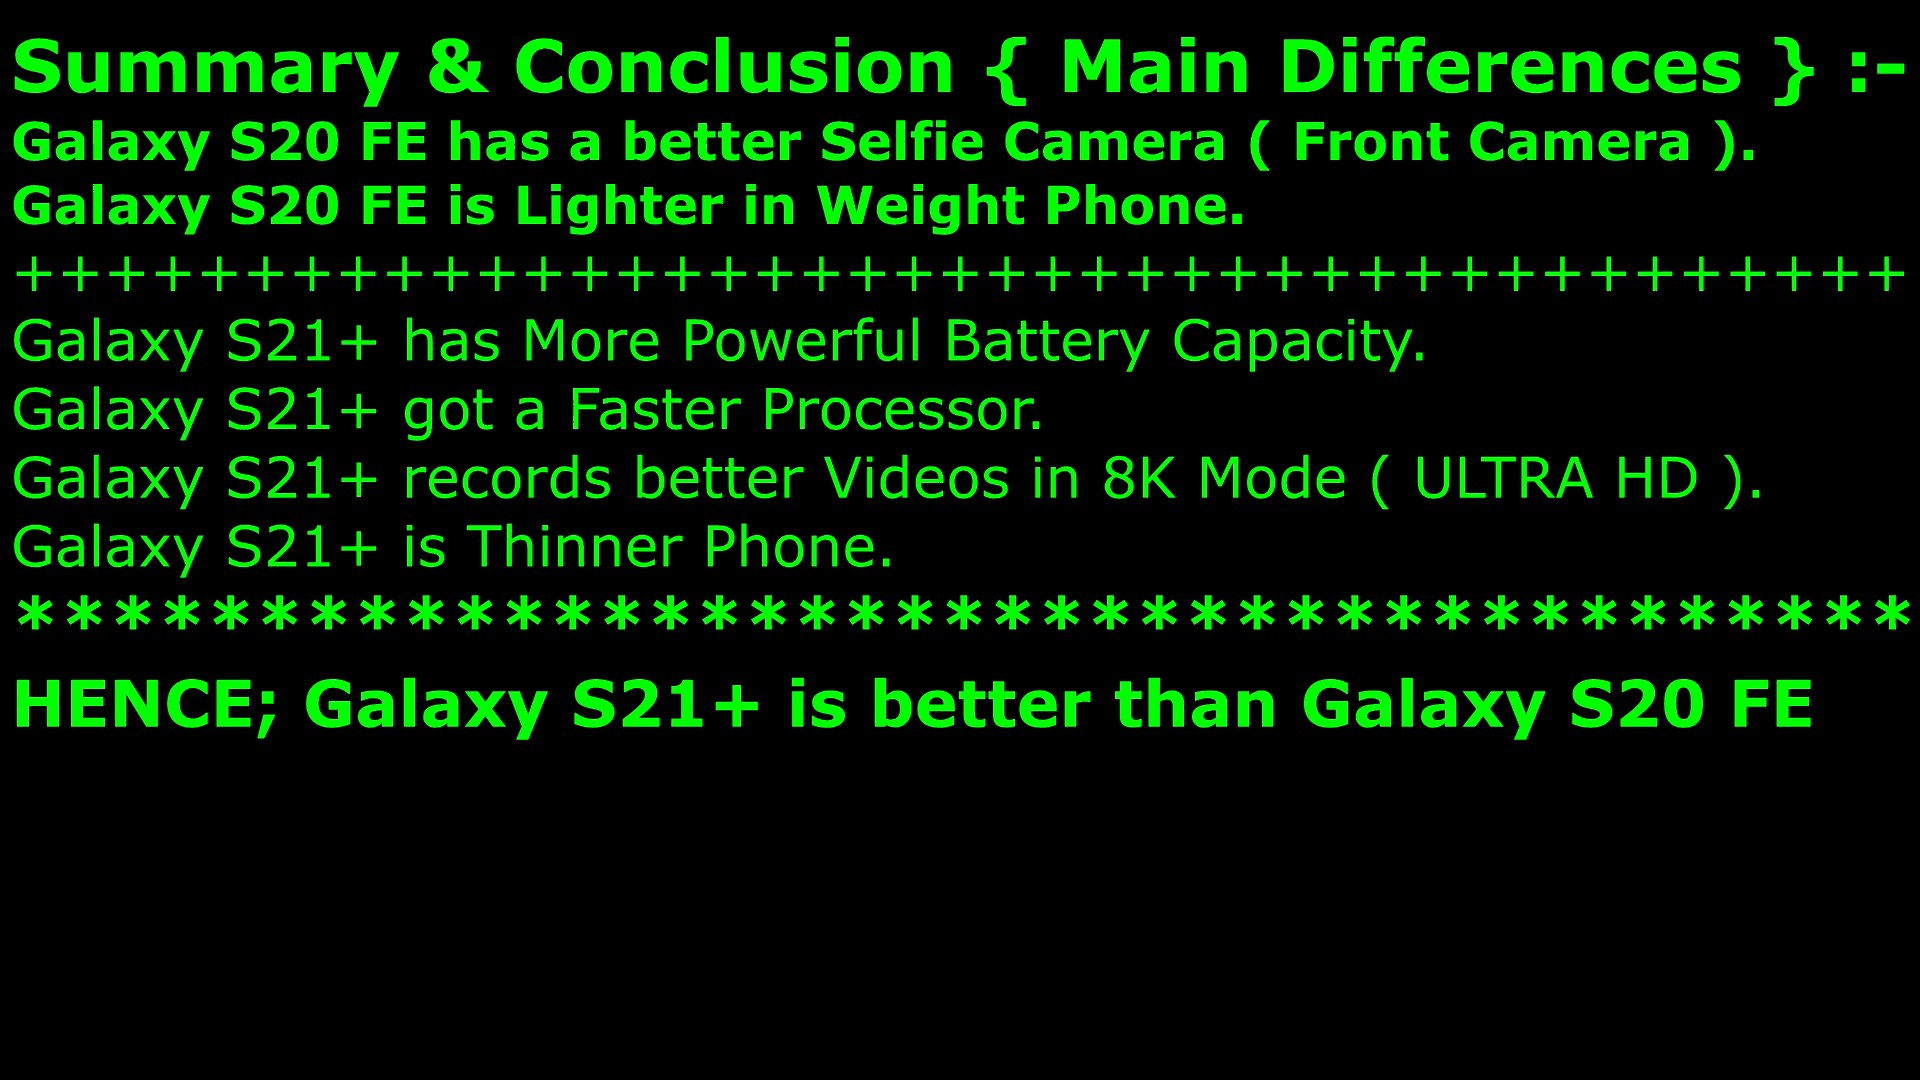 Summary & Conclusion { Main Differences } :-
Galaxy S20 FE has a better Selfie Camera ( Front Camera ).
Galaxy S20 FE is Lighter in Weight Phone.
+++++++++++++++++++++++++++++++++++++++++
Galaxy S21+ has More Powerful Battery Capacity.
Galaxy S21+ got a Faster Processor.
Galaxy S21+ records better Videos in 8K Mode ( ULTRA HD ).
Galaxy S21+ is Thinner Phone.
***************************************
HENCE; Galaxy S21+ is better than Galaxy S20 FE